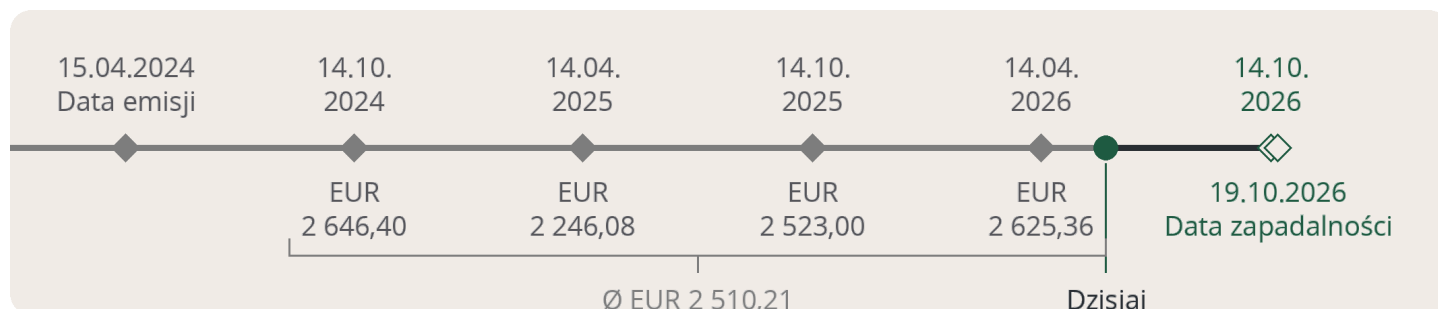 15.04.2024
Data emisji
14.10.
2024
14.04.
2025
14.10.
2025
14.04.
2026
14.10.
2026
EUR
2 646,40
EUR
2 246,08
EUR
2 523,00
EUR
2 625,36
19.10.2026
Data zapadalności
Ø EUR 2 510,21
Dzisiaj